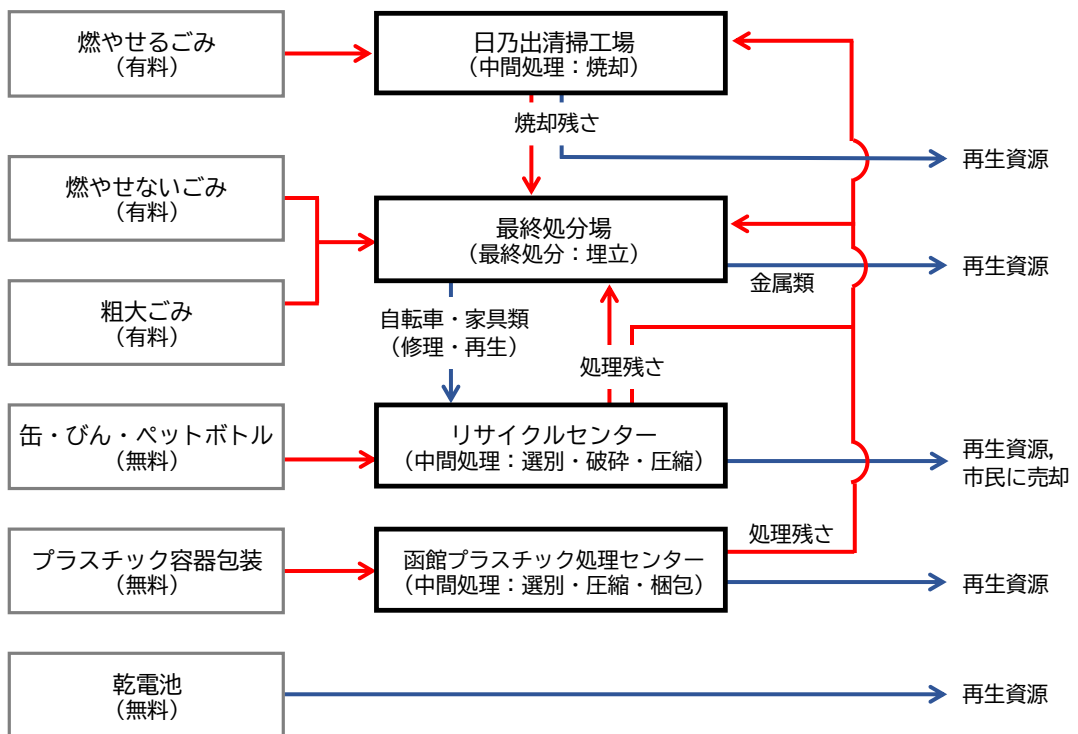 燃やせるごみ
（有料）
日乃出清掃工場
（中間処理：焼却）
焼却残さ
再生資源
燃やせないごみ
（有料）
最終処分場
（最終処分：埋立）
再生資源
金属類
粗大ごみ
（有料）
自転車・家具類
（修理・再生）
処理残さ
缶・びん・ペットボトル
（無料）
リサイクルセンター
（中間処理：選別・破砕・圧縮）
再生資源，
市民に売却
処理残さ
プラスチック容器包装
（無料）
函館プラスチック処理センター
（中間処理：選別・圧縮・梱包）
再生資源
乾電池
（無料）
再生資源